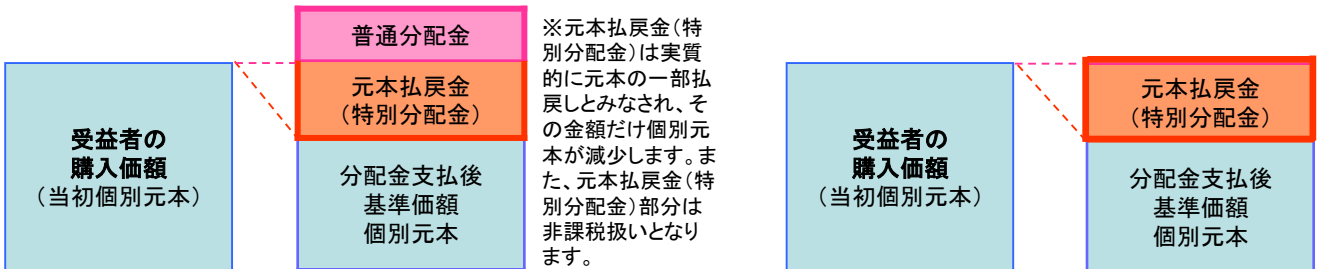 受益者の
購入価額
（当初個別元本）
普通分配金
元本払戻金
（特別分配金）
分配金支払後
基準価額
個別元本
※元本払戻金（特
別分配金）は実質
的に元本の一部払
戻しとみなされ、そ
の金額だけ個別元
本が減少します。ま
た、元本払戻金（特
別分配金）部分は
非課税扱いとなり
ます。
受益者の
購入価額
（当初個別元本）
元本払戻金
（特別分配金）
分配金支払後
基準価額
個別元本